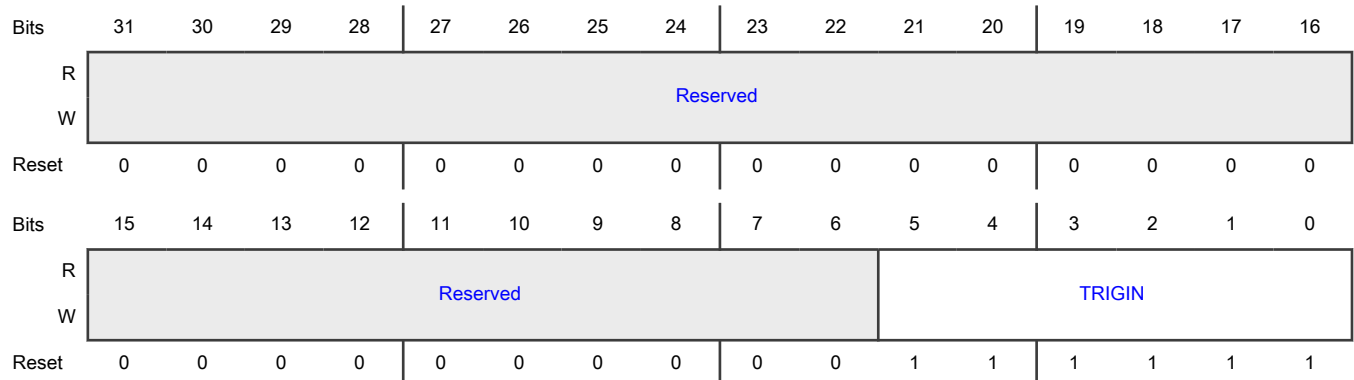 Bits 31 30 29 28 27 26 25 24 23 22 21 20 19 18 17 16
R
Reserved
W
Reset 0 0 0 0 0 0 0 0 0 0 0 0 0 0 0 0
Bits 15 14 13 12 11 10 9 8 7 6 5 4 3 2 1 0
R
Reserved TRIGIN
W
Reset 0 0 0 0 0 0 0 0 0 0 1 1 1 1 1 1